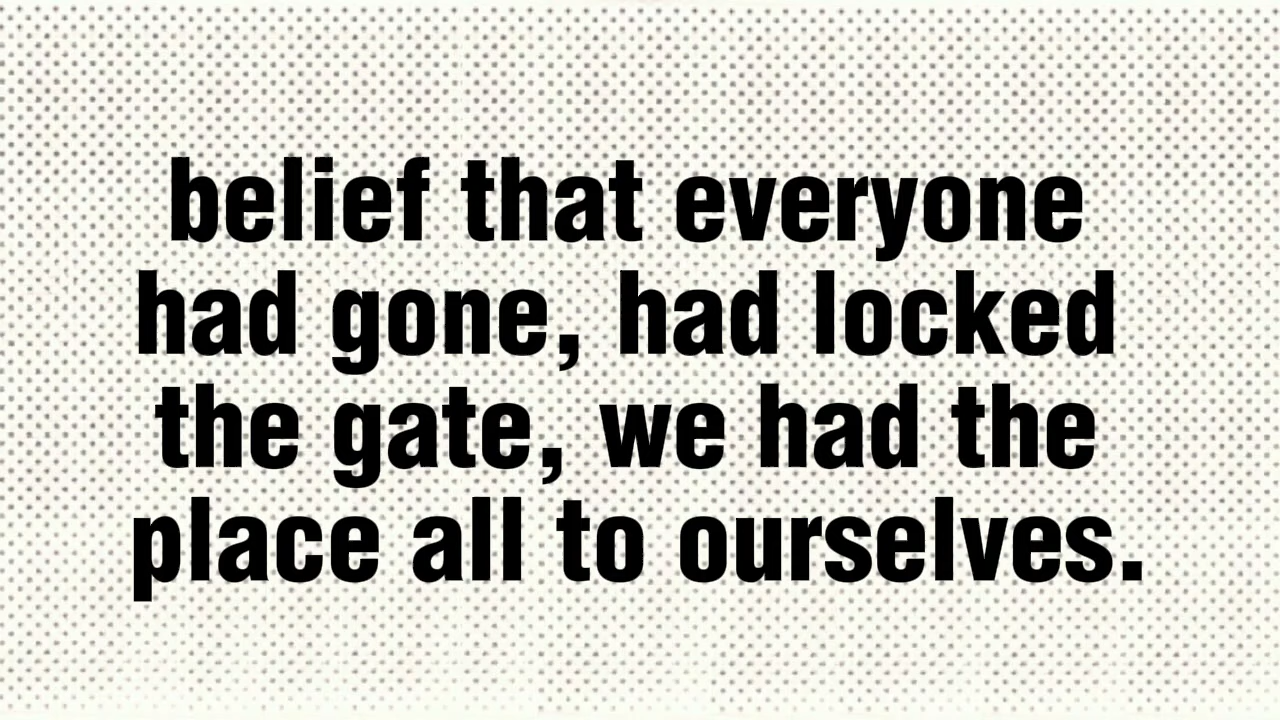 belief that everyone
had gone, had locked
the gate, we had the
place all to ourselves.